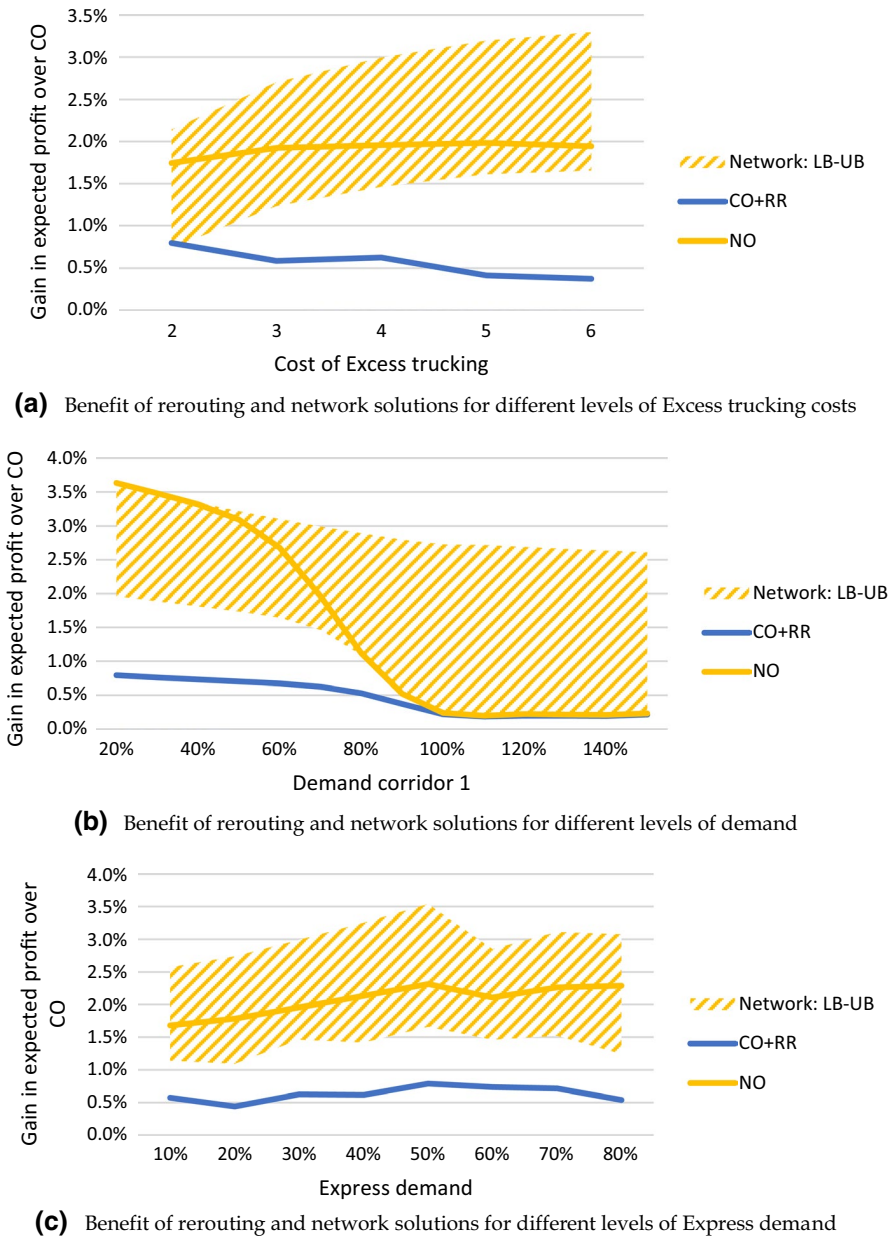 Gain in expected profit over CO
3.5%
3.0%
2.5%
2.0%
1.5%
1.0%
0.5%
0.0%
2 3 4 5 6
Cost of Excess trucking
Network: LB-UB
CO+RR
NO
(a) Benefit of rerouting and network solutions for different levels of Excess trucking costs
Gain in expected profit over CO
4.0%
3.5%
3.0%
2.5%
2.0%
1.5%
1.0%
0.5%
0.0%
20% 40% 60% 80% 100% 120% 140%
Demand corridor 1
Network: LB-UB
CO+RR
NO
(b) Benefit of rerouting and network solutions for different levels of demand
Gain in expected profit over
CO
4.0%
3.5%
3.0%
2.5%
2.0%
1.5%
1.0%
0.5%
0.0%
10% 20% 30% 40% 50% 60% 70% 80%
Express demand
Network: LB-UB
CO+RR
NO
(c) Benefit of rerouting and network solutions for different levels of Express demand